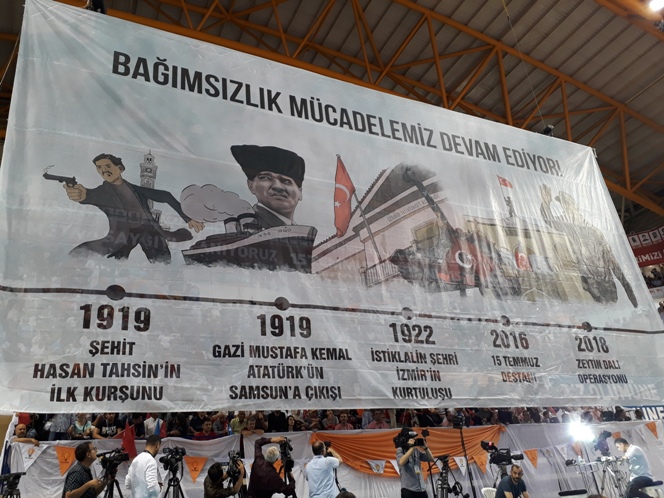 BAĞIMSIZLIK MÜCADELEMİZ DEVAM EDİYOR!
1919
ŞEHİT
HASAN TAHSİN'İN
İLK KURŞUNU
1919
GAZİ MUSTAFA KEMAL
ATATÜRK'ÜN
SAMSUN'A ÇIKIŞI
1922
İSTİKLALİN ŞEHRİ
İZMİR'İN
KURTULUŞU
2016
15 TEMMUZ
DESTANI
2018
ZEYTİN DALI
OPERASYONU